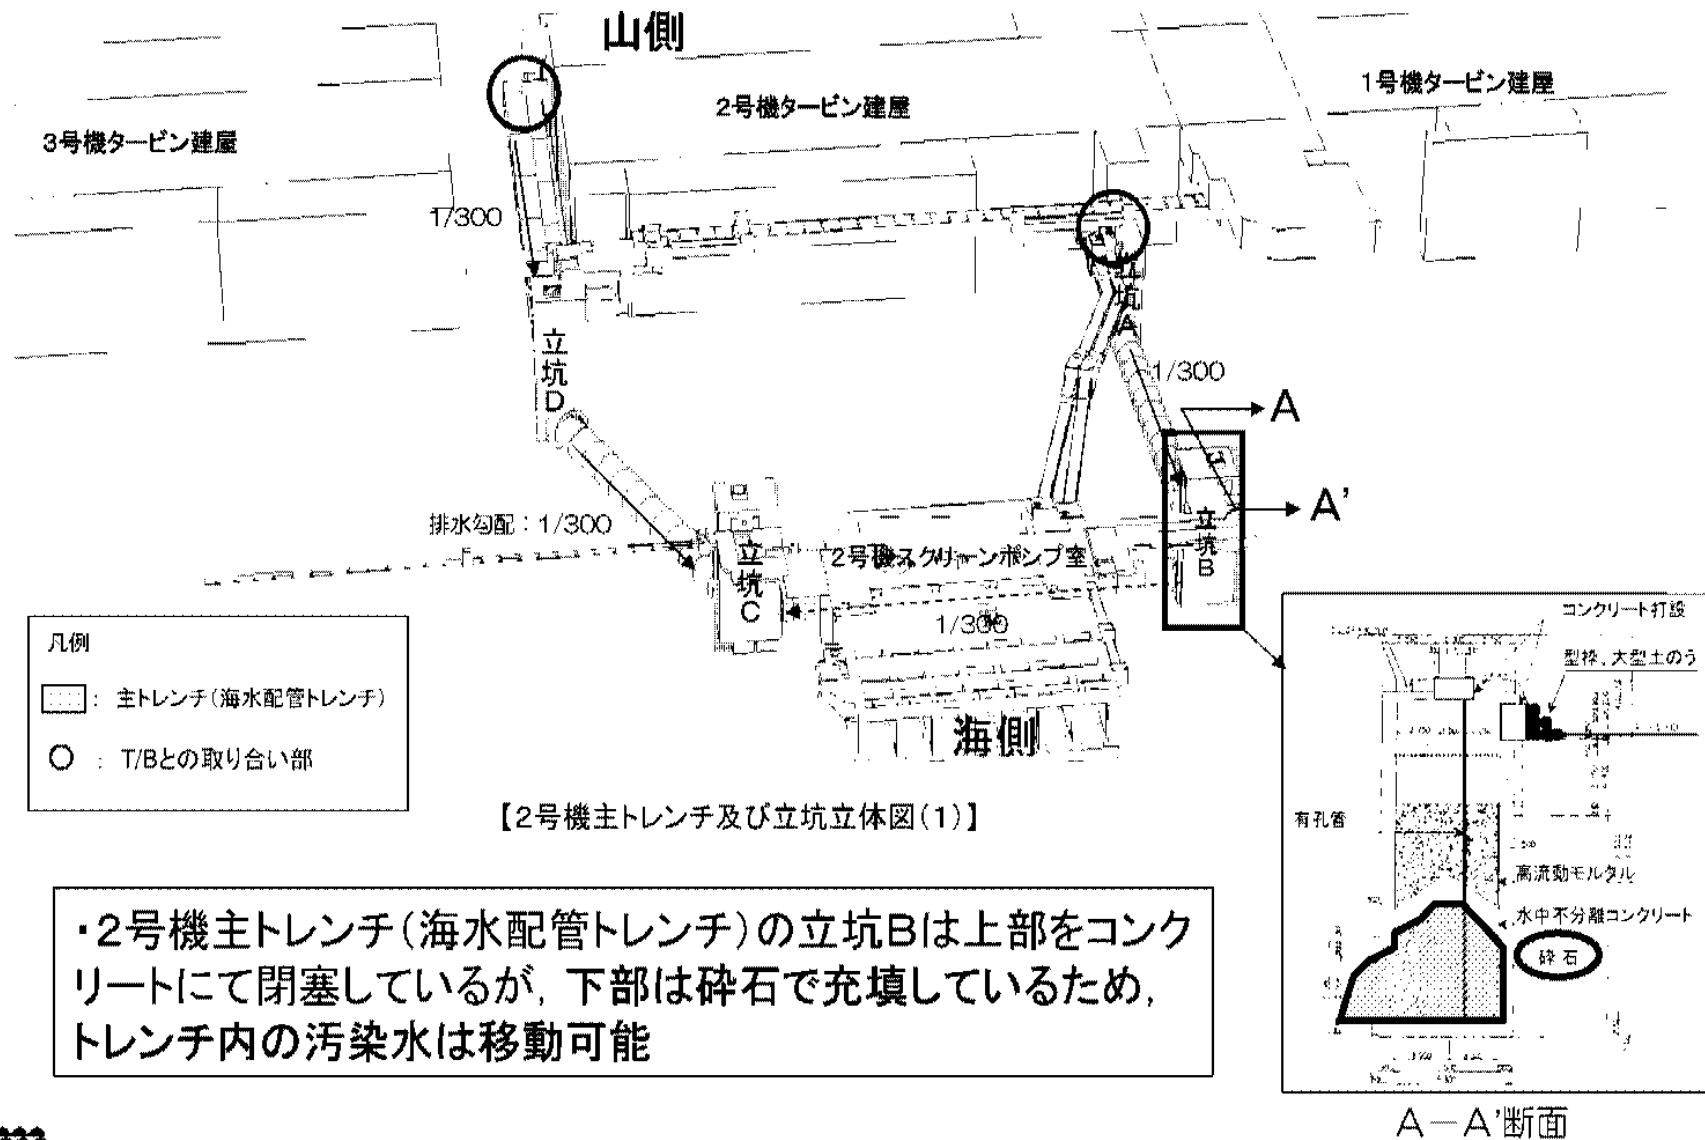 山側
1号機タービン建屋
2号機タービン建屋
3号機タービン建屋
1/300
立坑A
立坑D
1/300
A
A'
排水勾配：1/300
立坑B
立坑C
2号機スクリーンポンプ室
1/300
海側
凡例
：主トレンチ（海水配管トレンチ）
：T/Bとの取り合い部
【2号機主トレンチ及び立坑立体図（1）】
コンクリート打設
型枠、大型土のう
有孔管
高流動モルタル
水中不分離コンクリート
砕石
A－A'断面
・2号機主トレンチ（海水配管トレンチ）の立坑Bは上部をコンク
リートにて閉塞しているが，下部は砕石で充填しているため，
トレンチ内の汚染水は移動可能